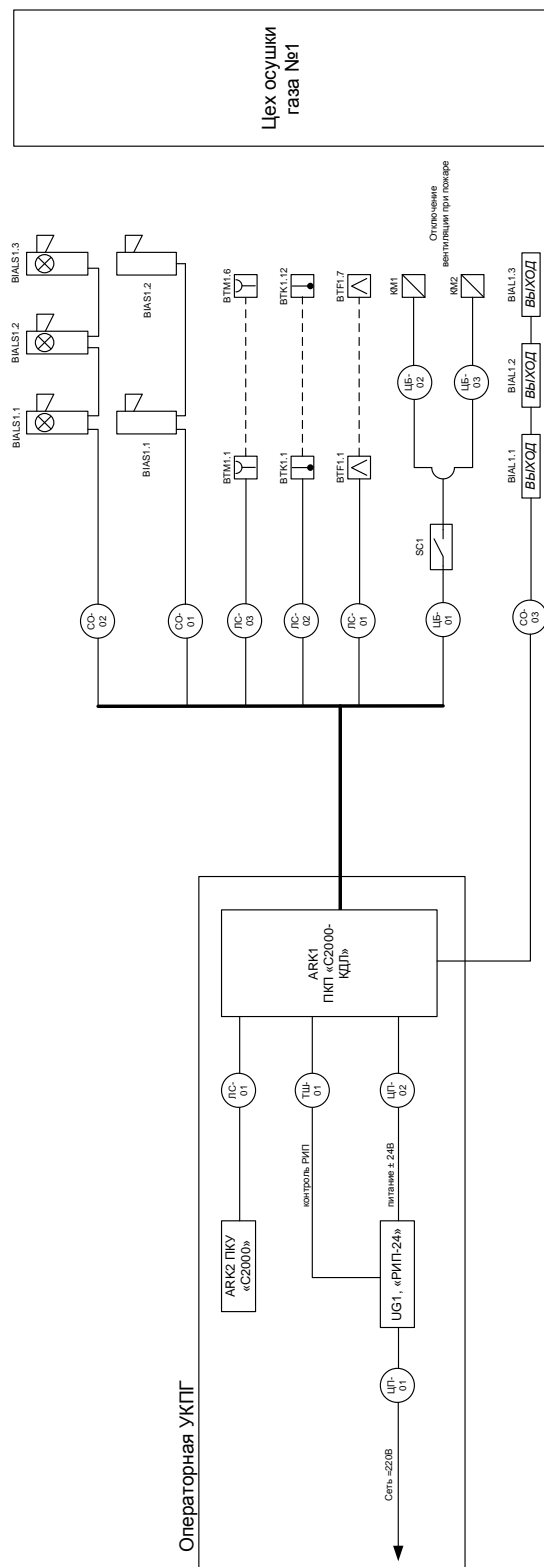 Цех осушки
газа №1
BIALS1.1
BIALS1.2
BIALS1.3
СО-
02
BIAS1.1
BIAS1.2
СО-
01
BTM1.1
BTM1.6
ЛС-
03
BTK1.1
BTK1.12
ЛС-
02
BTF1.1
BTF1.7
ЛС-
01
Отключение
вентиляции при пожаре
КМ1
КМ2
ЦБ-
02
ЦБ-
03
SC1
ЦБ-
01
BIAL1.1
BIAL1.2
BIAL1.3
ВЫХОД
ВЫХОД
ВЫХОД
СО-
03
Операторная УКПГ
ARK1
ПКП «С2000-
КДЛ»
ЛС-
01
ТШ-
01
ЦП-
02
ARK2 ПКУ
«С2000»
контроль РИП
питание ± 24В
UG1, «РИП-24»
ЦП-
01
Сеть =220В